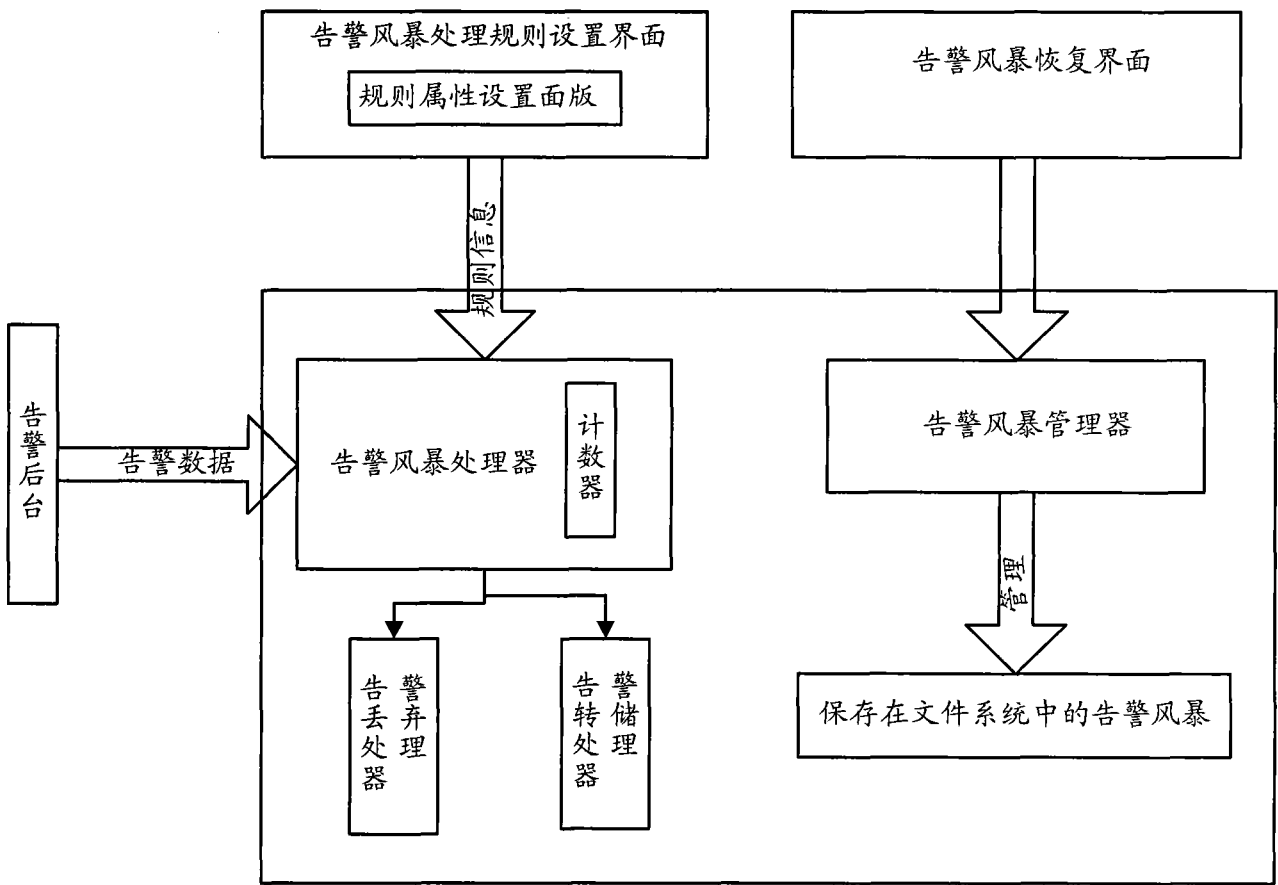 告警风暴处理规则设置界面
规则属性设置面版
告警风暴恢复界面
规则信息
告警后台
告警数据
告警风暴处理器
计数器
告警风暴管理器
管理
告警
丢弃
处理
器
告警
转储
处理
器
保存在文件系统中的告警风暴